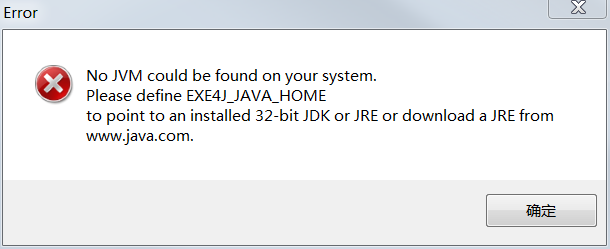 Error
No JVM could be found on your system.
Please define EXE4J_JAVA_HOME
to point to an installed 32-bit JDK or JRE or download a JRE from
www.java.com.
确定